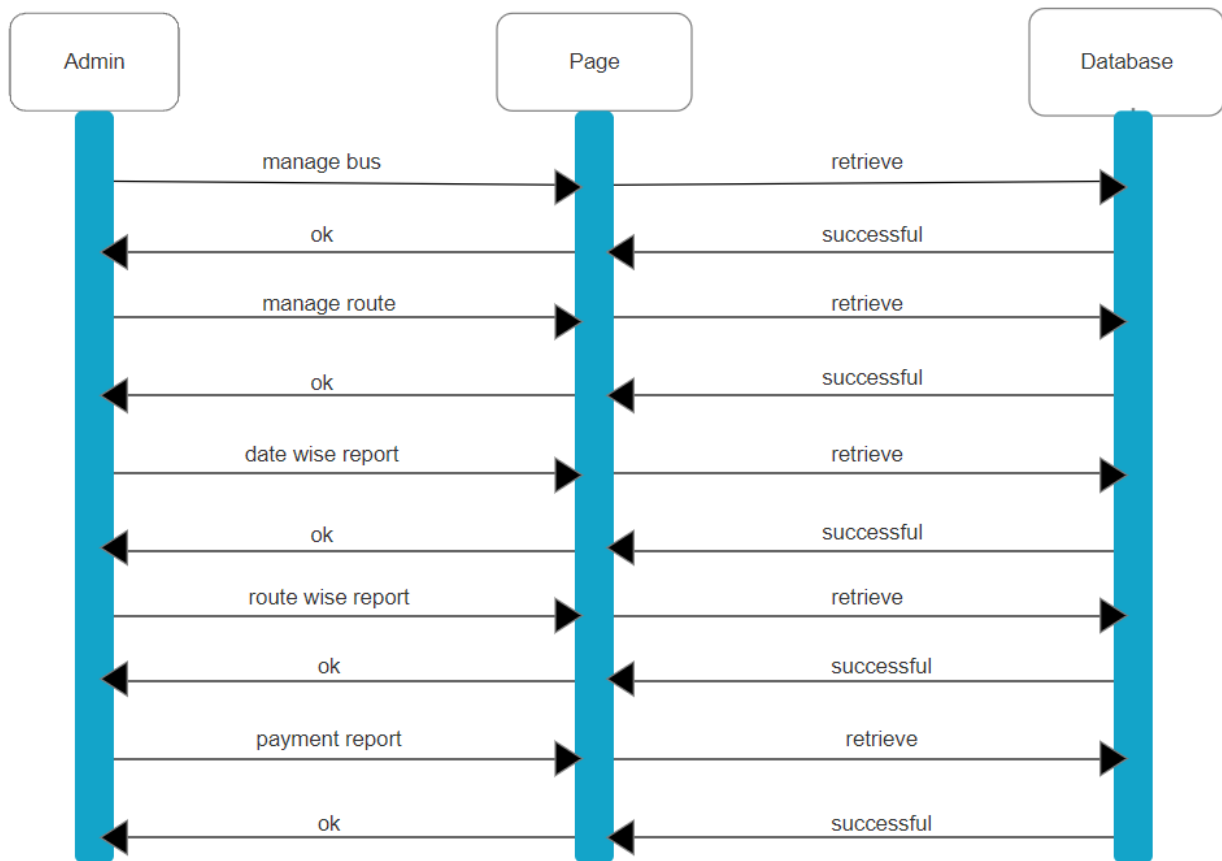 Admin
Page
Database
manage bus
retrieve
ok
successful
manage route
retrieve
ok
successful
date wise report
retrieve
ok
successful
route wise report
retrieve
ok
successful
payment report
retrieve
ok
successful